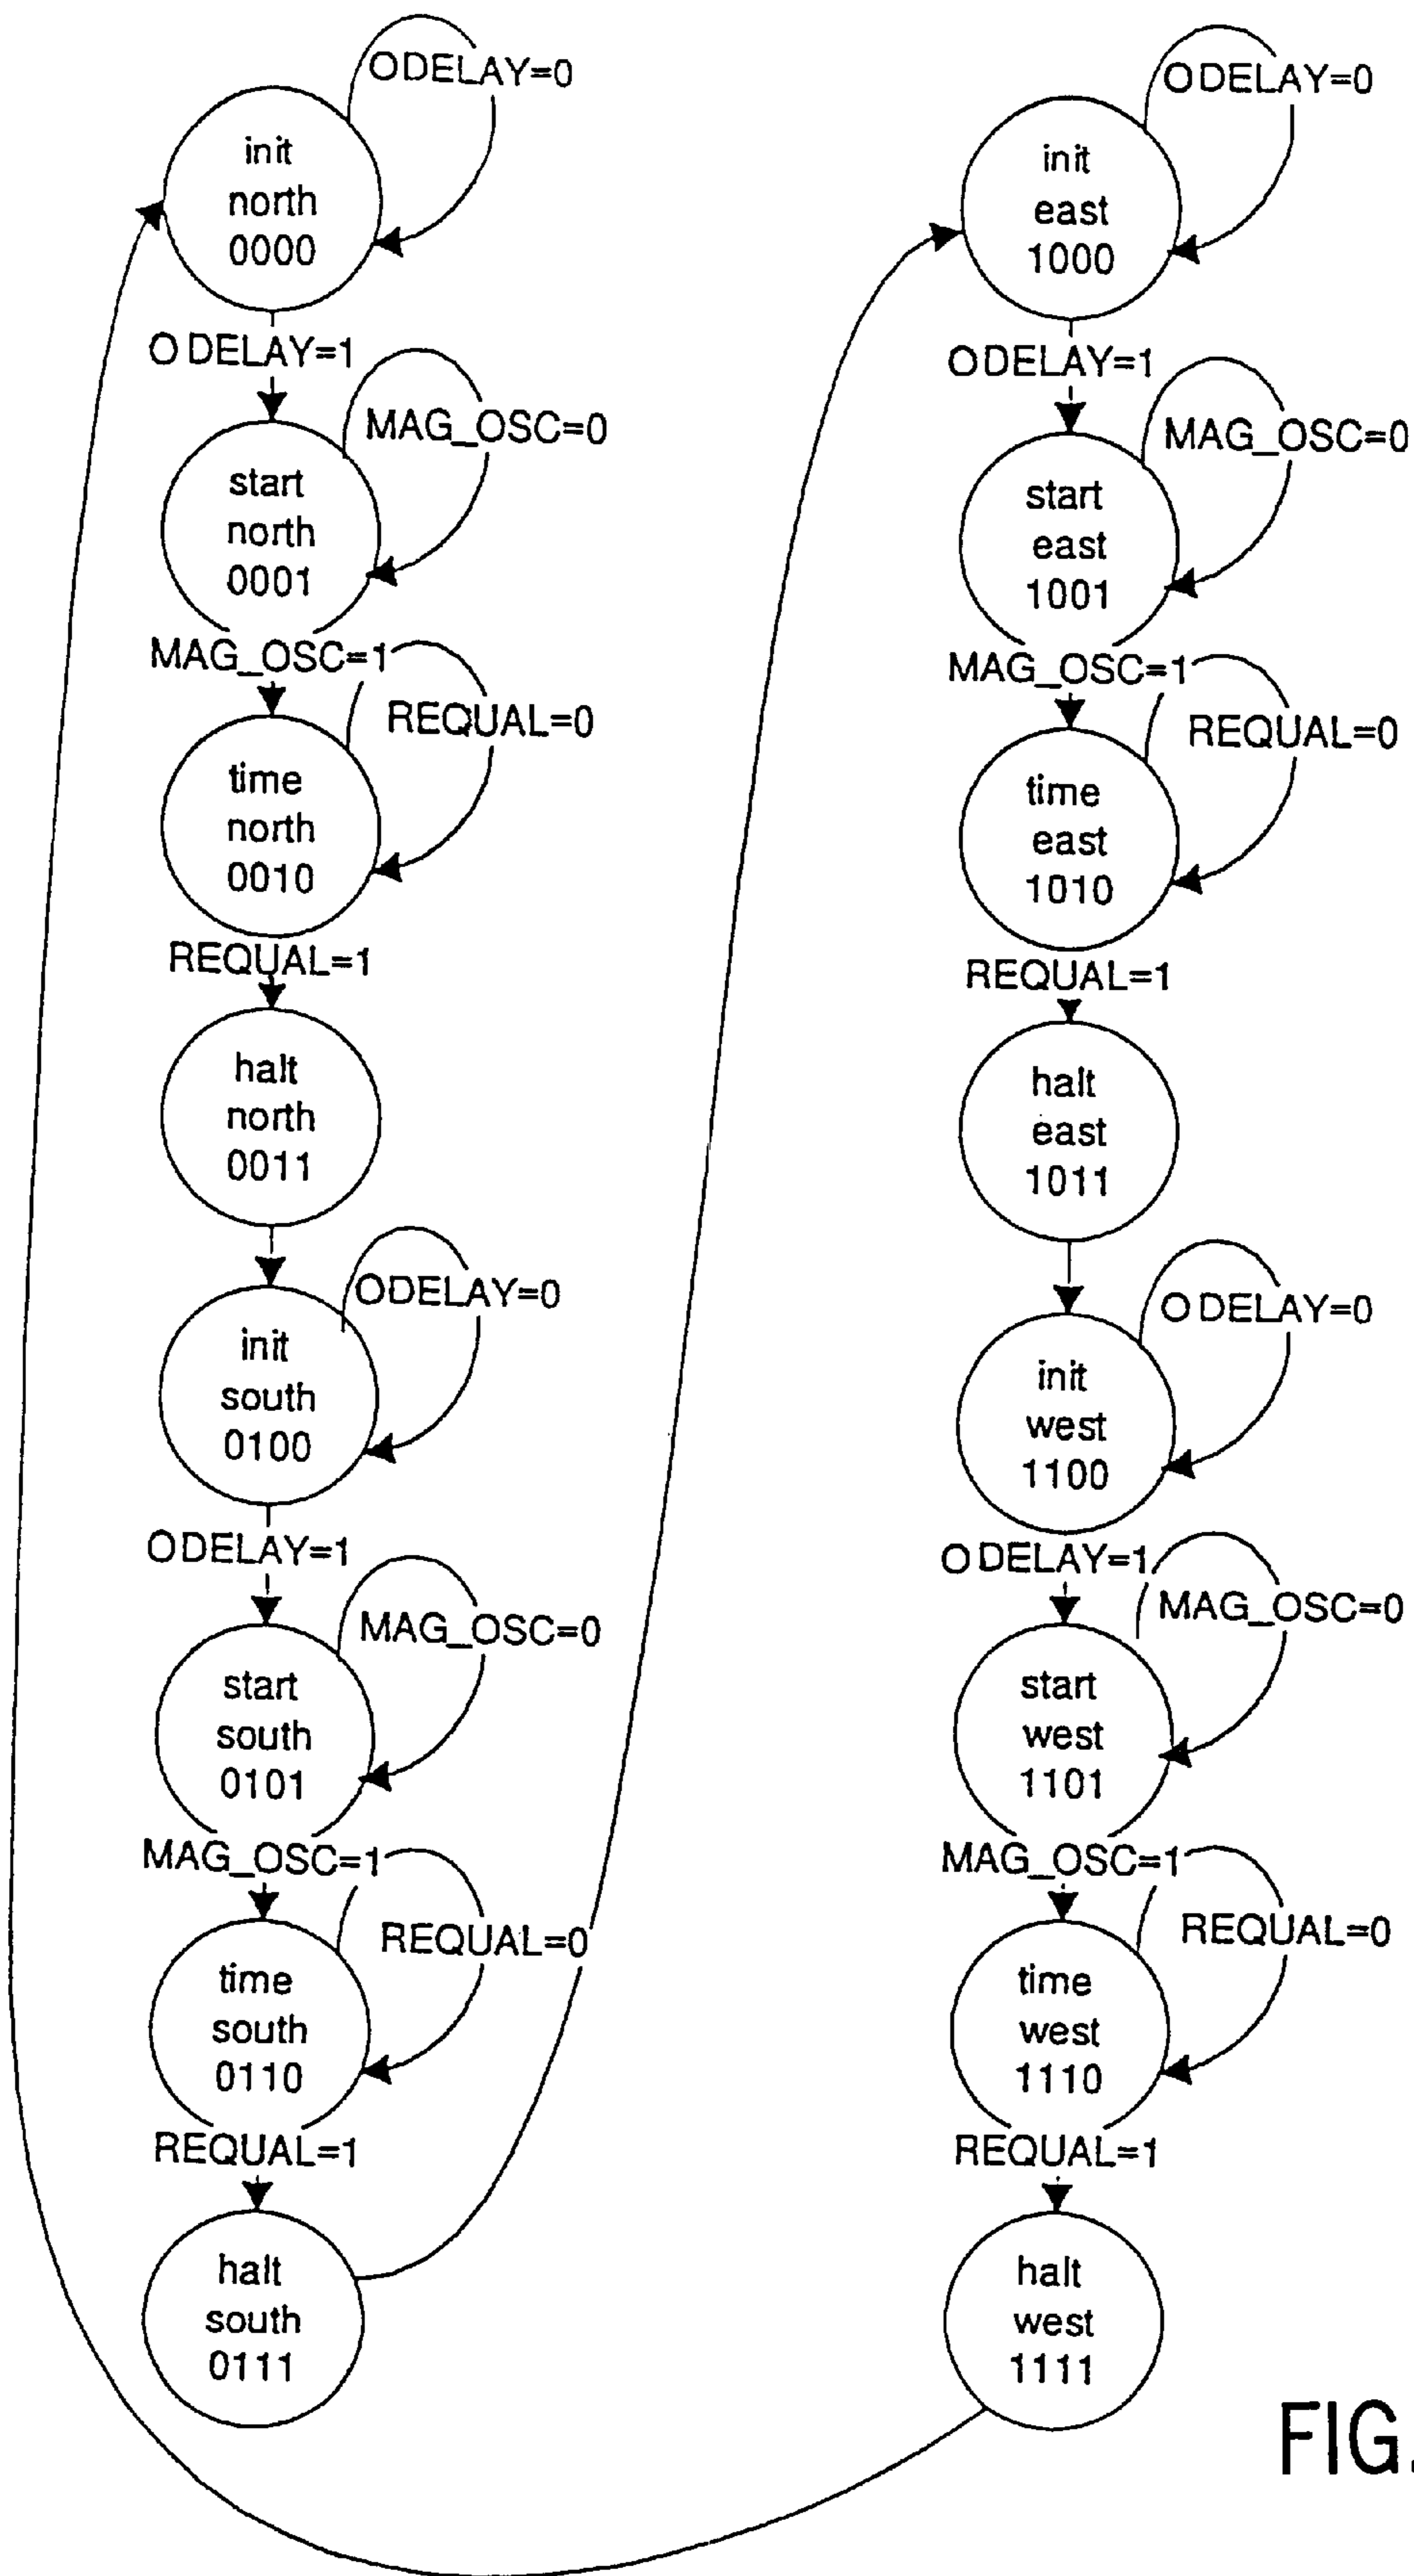 ODELAY=0
init
north
0000
ODELAY=1
MAG_OSC=0
start
north
0001
MAG_OSC=1
REQUAL=0
time
north
0010
REQUAL=1
halt
north
0011
ODELAY=0
init
south
0100
ODELAY=1
MAG_OSC=0
start
south
0101
MAG_OSC=1
REQUAL=0
time
south
0110
REQUAL=1
halt
south
0111
ODELAY=0
init
east
1000
ODELAY=1
MAG_OSC=0
start
east
1001
MAG_OSC=1
REQUAL=0
time
east
1010
REQUAL=1
halt
east
1011
ODELAY=0
init
west
1100
ODELAY=1
MAG_OSC=0
start
west
1101
MAG_OSC=1
REQUAL=0
time
west
1110
REQUAL=1
halt
west
1111
FIG.